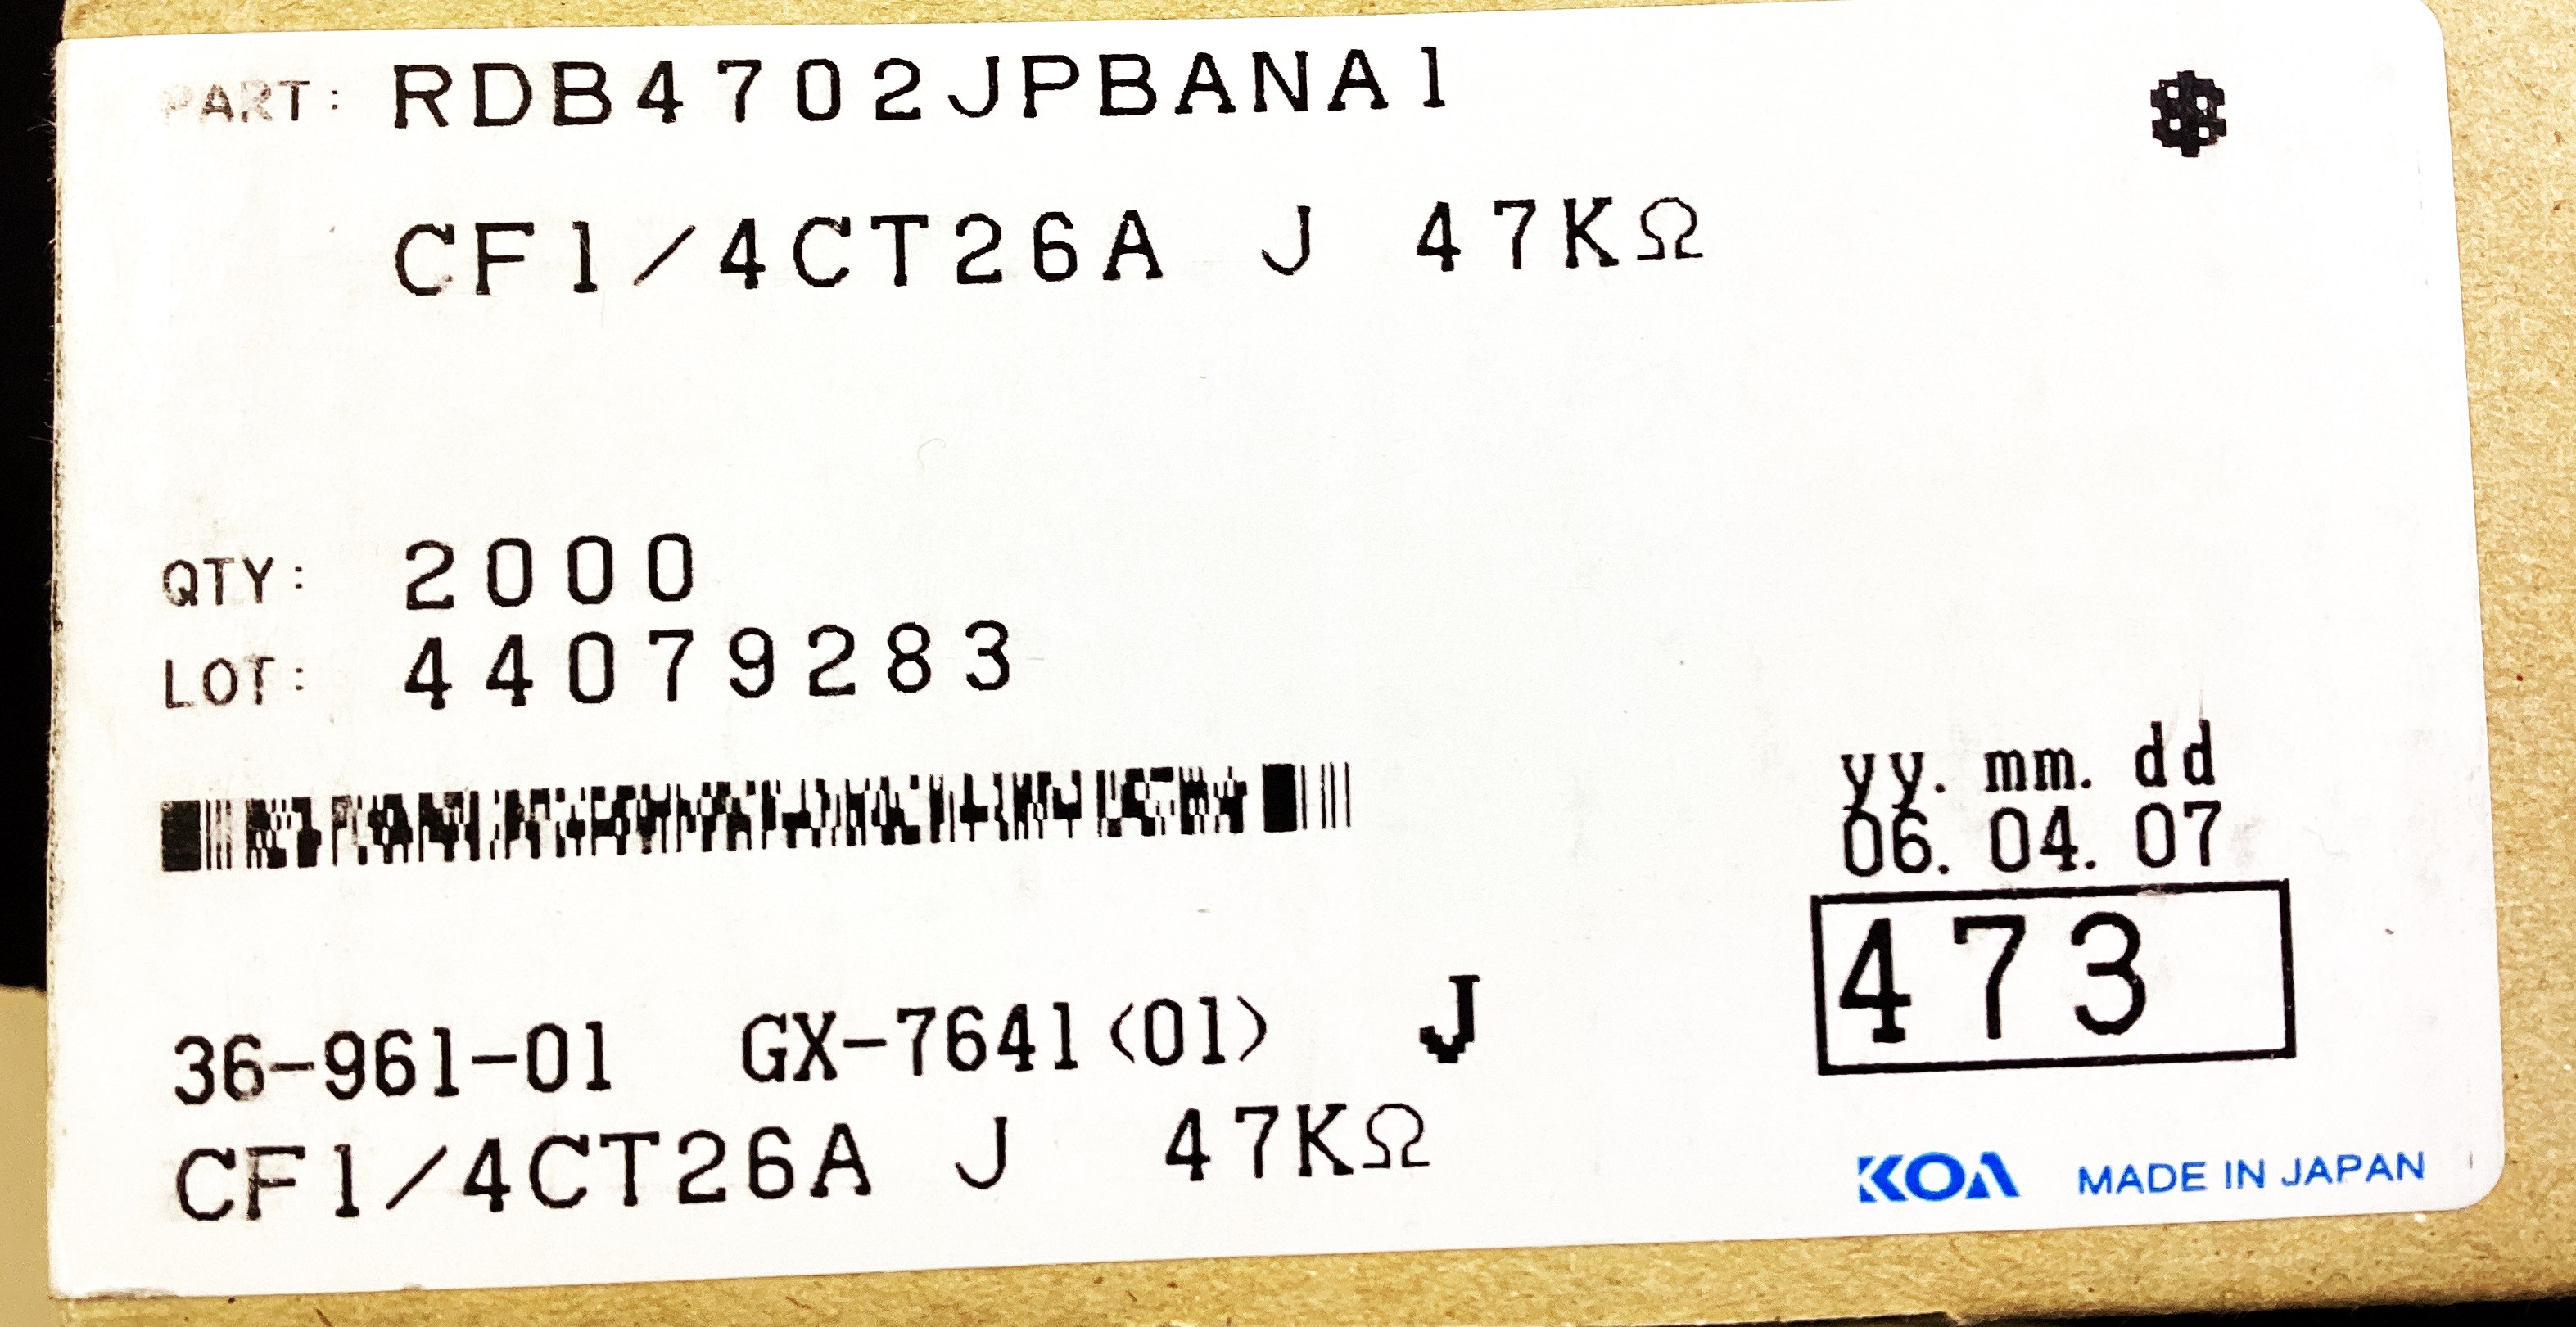 PART: RDB4702JPBANA1
*
CF1/4CT26A J 47KΩ
QTY: 2000
LOT: 44079283
yy. mm. dd
06. 04. 07
473
36-961-01 GX-7641<01> J
CF1/4CT26A J 47KΩ
KOA MADE IN JAPAN